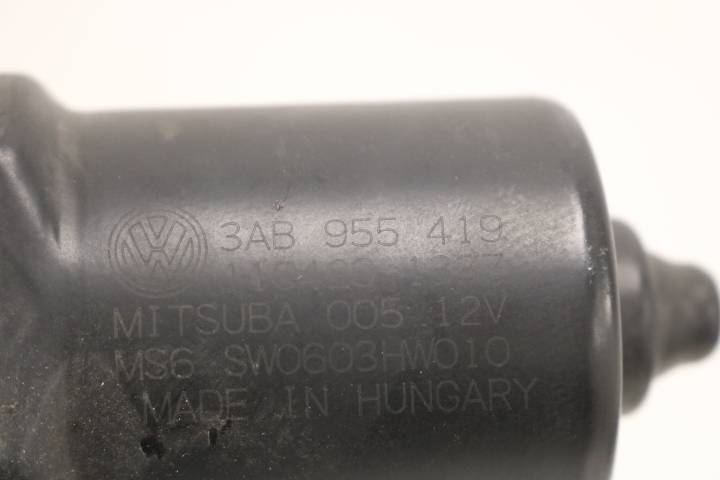 3AB 955 419
MITSUBA 005 12V
MS6 SW0603HW010
MADE IN HUNGARY